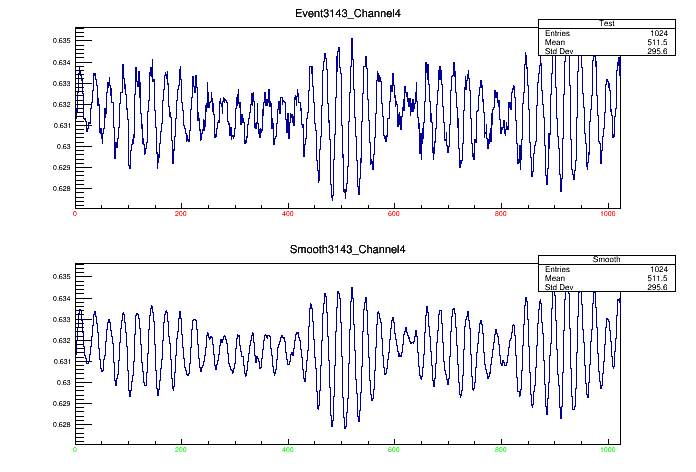 Event3143_Channel4
Test
Entries 1024
Mean 511.5
Std Dev 295.6
0.635
0.634
0.633
0.632
0.631
0.63
0.629
0.628
0 200 400 600 800 1000
Smooth3143_Channel4
Smooth
Entries 1024
Mean 511.5
Std Dev 295.6
0.635
0.634
0.633
0.632
0.631
0.63
0.629
0.628
0 200 400 600 800 1000